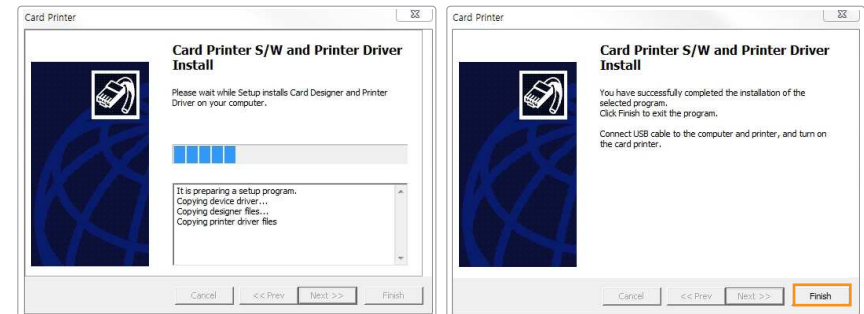 Card Printer
Card Printer S/W and Printer Driver
Install
Please wait while Setup installs Card Designer and Printer
Driver on your computer.
It is preparing a setup program.
Copying device driver...
Copying designer files...
Copying printer driver files
Cancel
<< Prev
Next >>
Finish
Card Printer
Card Printer S/W and Printer Driver
Install
You have successfully completed the installation of the
selected program.
Click Finish to exit the program.
Connect USB cable to the computer and printer, and turn on
the card printer.
Cancel
<< Prev
Next >>
Finish